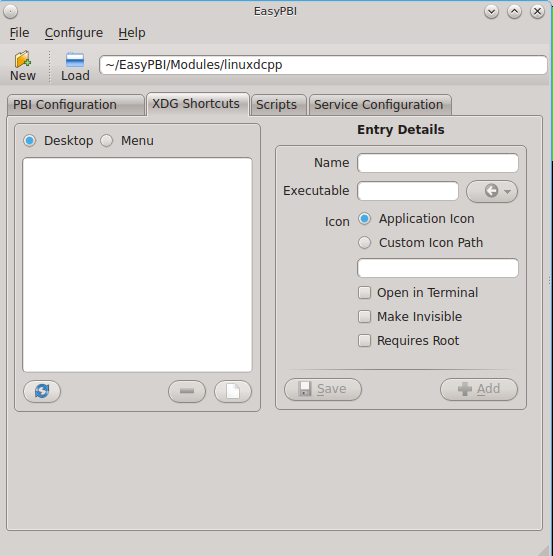 EasyPBI
File Configure Help
New Load ~/EasyPBI/Modules/linuxdcpp
PBI Configuration XDG Shortcuts Scripts Service Configuration
Desktop Menu
Entry Details
Name
Executable
Icon Application Icon
Custom Icon Path
Open in Terminal
Make Invisible
Requires Root
Save Add